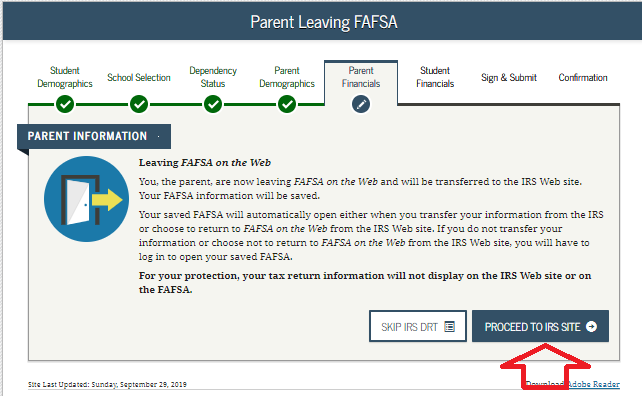 Parent Leaving FAFSA
Student Demographics
School Selection
Dependency Status
Parent Demographics
Parent Financials
Student Financials
Sign & Submit
Confirmation
PARENT INFORMATION
Leaving FAFSA on the Web
You, the parent, are now leaving FAFSA on the Web and will be transferred to the IRS Web site.
Your FAFSA information will be saved.
Your saved FAFSA will automatically open either when you transfer your information from the IRS
or choose to return to FAFSA on the Web from the IRS Web site. If you do not transfer your
information or choose not to return to FAFSA on the Web from the IRS Web site, you will have to
log in to open your saved FAFSA.
For your protection, your tax return information will not display on the IRS Web site or on
the FAFSA.
SKIP IRS DRT
PROCEED TO IRS SITE
Site Last Updated: Sunday, September 29, 2019
Download Adobe Reader